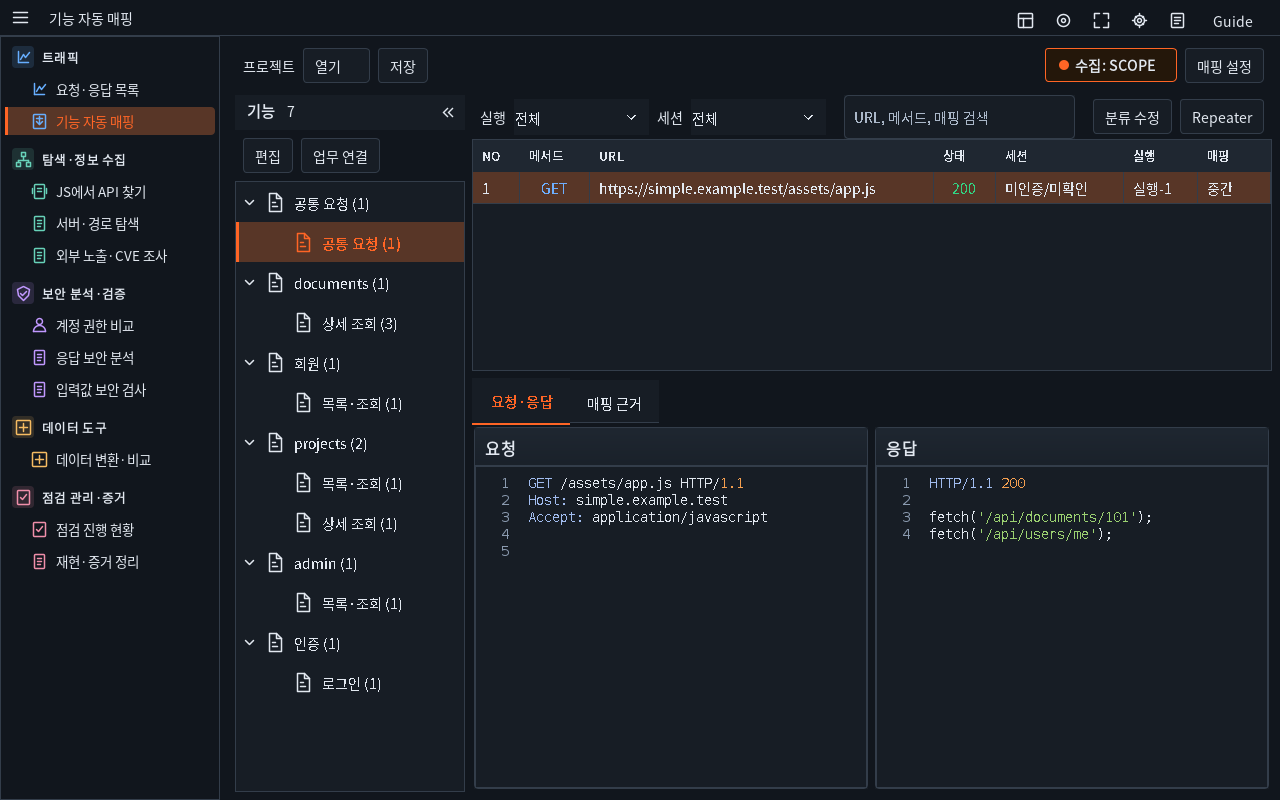 기능 자동 매핑
Guide
트래픽
요청·응답 목록
기능 자동 매핑
탐색·정보 수집
JS에서 API 찾기
서버·경로 탐색
외부 노출·CVE 조사
보안 분석·검증
계정 권한 비교
응답 보안 분석
입력값 보안 검사
데이터 도구
데이터 변환·비교
점검 관리·증거
점검 진행 현황
재현·증거 정리
프로젝트 열기 저장
수집: SCOPE 매핑 설정
기능 7
편집 업무 연결
공통 요청 (1)
공통 요청 (1)
documents (1)
상세 조회 (3)
회원 (1)
목록·조회 (1)
projects (2)
목록·조회 (1)
상세 조회 (1)
admin (1)
목록·조회 (1)
인증 (1)
로그인 (1)
실행 전체 세션 전체 URL, 메서드, 매핑 검색 분류 수정 Repeater
NO 메서드 URL 상태 세션 실행 매핑
1 GET https://simple.example.test/assets/app.js 200 미인증/미확인 실행-1 중간
요청·응답 매핑 근거
요청
1 GET /assets/app.js HTTP/1.1
2 Host: simple.example.test
3 Accept: application/javascript
4
5
응답
1 HTTP/1.1 200
2
3 fetch('/api/documents/101');
4 fetch('/api/users/me');